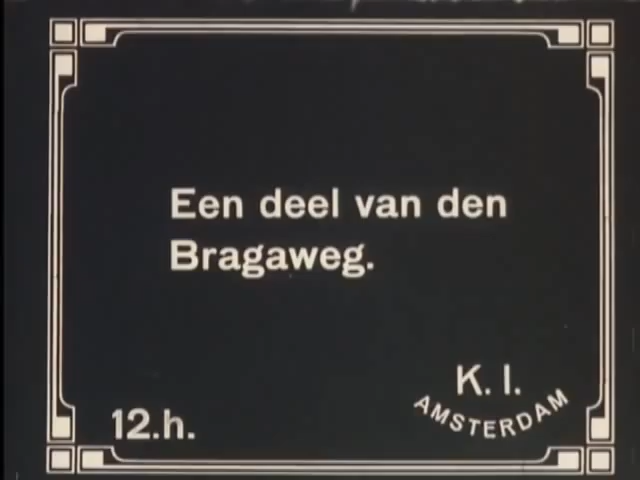 Een deel van den
Bragaweg.
K. I.
AMSTERDAM
12.h.